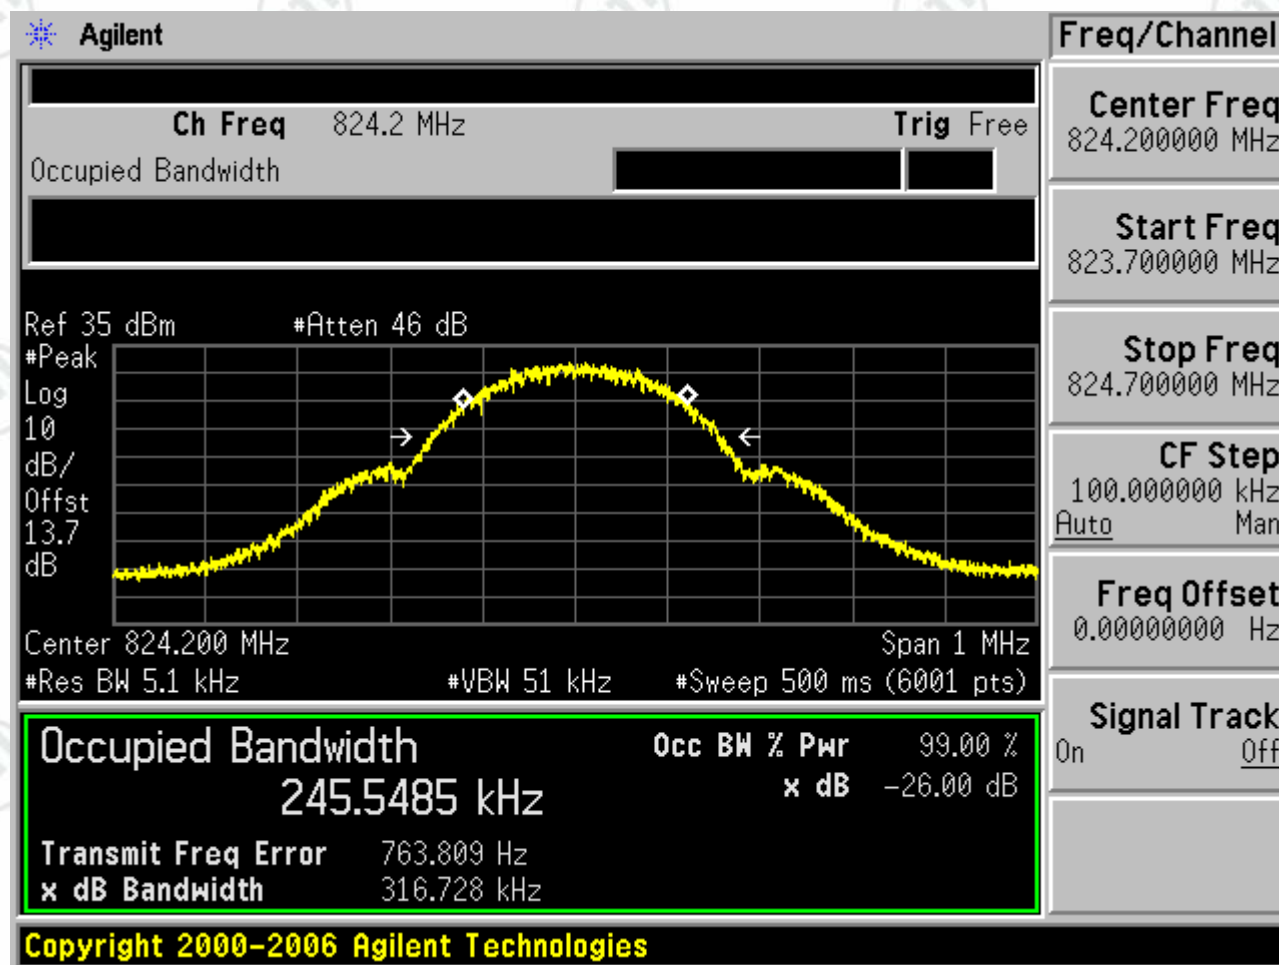 Agilent
Freq/Channel
Ch Freq 824.2 MHz Trig Free
Occupied Bandwidth
Center Freq
824.200000 MHz
Start Freq
823.700000 MHz
Stop Freq
824.700000 MHz
CF Step
100.000000 kHz
Auto Man
Freq Offset
0.00000000 Hz
Signal Track
On Off
Ref 35 dBm #Atten 46 dB
#Peak
Log
10
dB/
Offst
13.7
dB
Center 824.200 MHz Span 1 MHz
#Res BW 5.1 kHz #VBW 51 kHz #Sweep 500 ms (6001 pts)
Occupied Bandwidth Occ BW % Pwr 99.00 %
245.5485 kHz x dB -26.00 dB
Transmit Freq Error 763.809 Hz
x dB Bandwidth 316.728 kHz
Copyright 2000-2006 Agilent Technologies